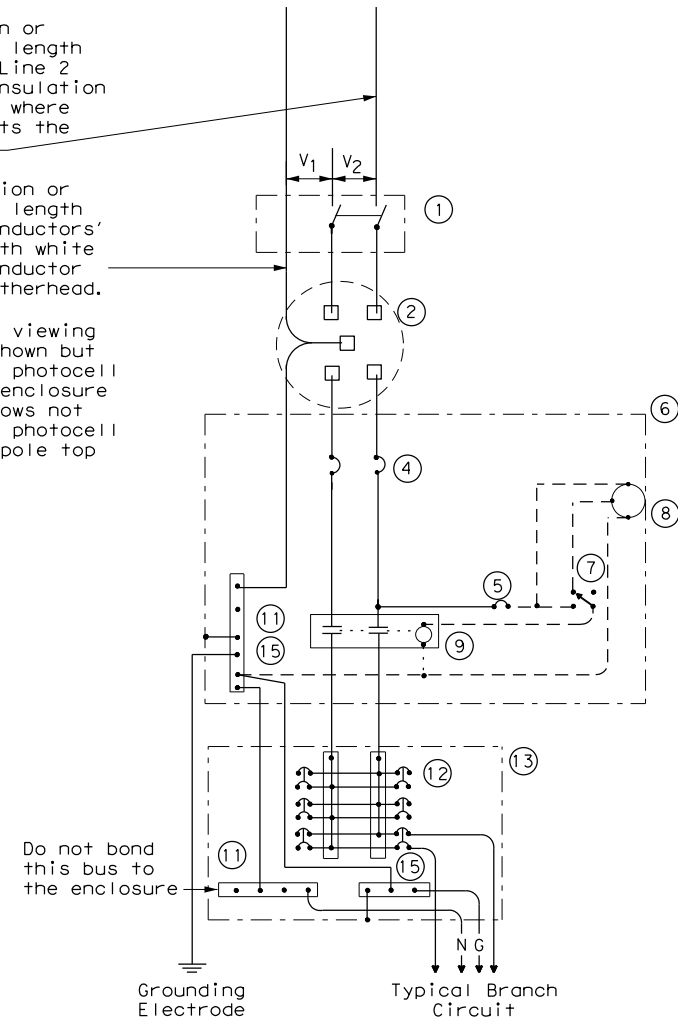 n or
length
Line 2
nsulation
where
ts the
ion or
length
nductors'
th white
nductor
therhead.
viewing
hown but
photocell
enclosure
ows not
photocell
pole top
V1 V2
1
2
6
4
8
5
7
11
15
9
13
12
Do not bond
this bus to
the enclosure
11
15
N G
Grounding
Electrode
Typical Branch
Circuit